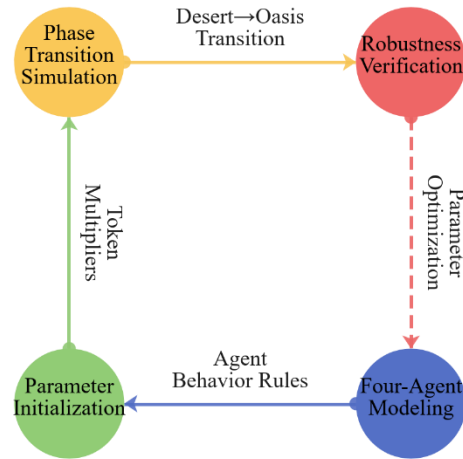 Phase
Transition
Simulation
Desert→Oasis
Transition
Robustness
Verification
Token
Multipliers
Parameter
Optimization
Parameter
Initialization
Agent
Behavior Rules
Four-Agent
Modeling